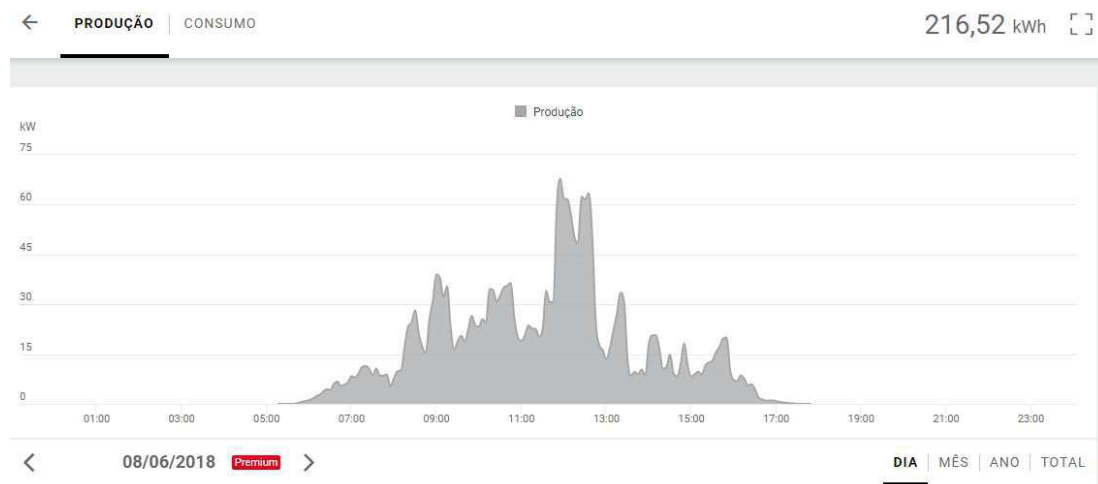 ← PRODUÇÃO | CONSUMO 216,52 kWh
Produção
kW
75
60
45
30
15
0
01:00 03:00 05:00 07:00 09:00 11:00 13:00 15:00 17:00 19:00 21:00 23:00
08/06/2018 Premium DIA | MÊS | ANO | TOTAL